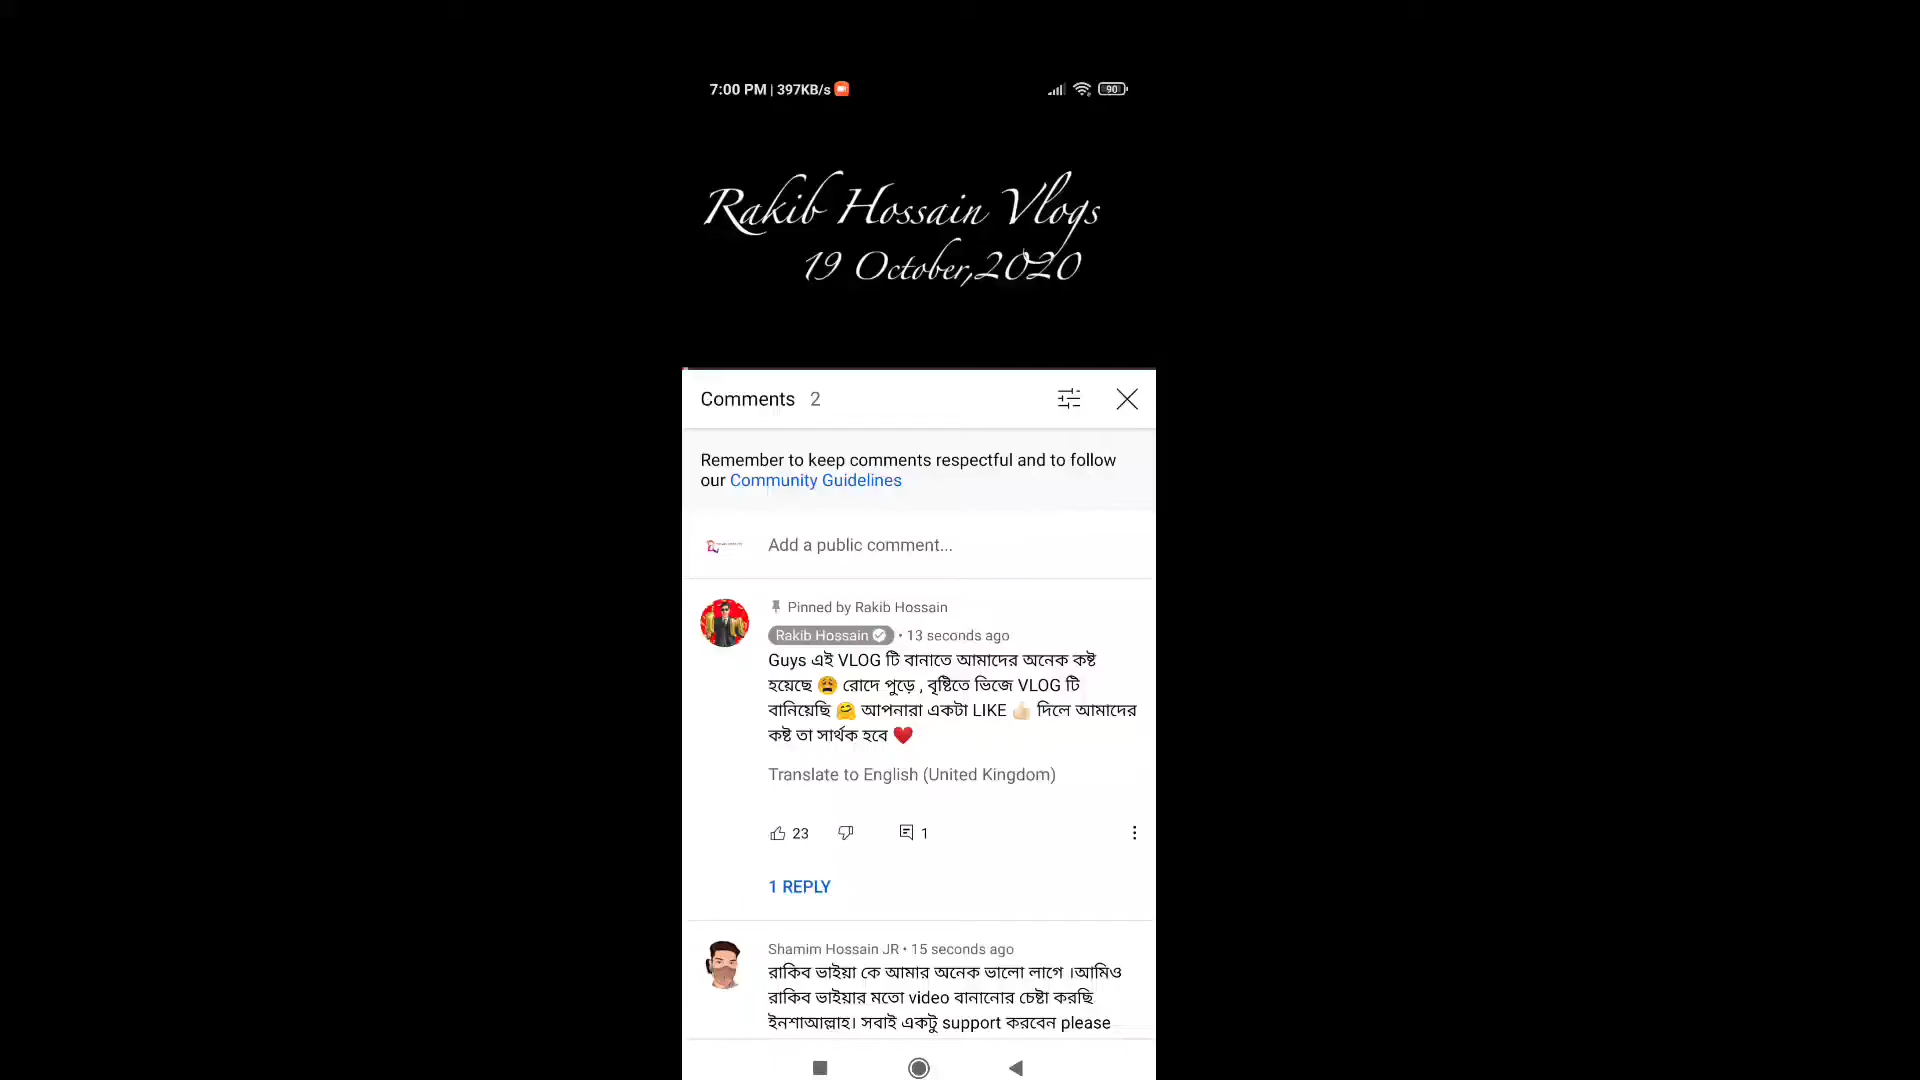 7:00 PM | 397KB/s
90
Rakib Hossain Vlogs
19 October,2020
Comments 2
Remember to keep comments respectful and to follow
our Community Guidelines
Add a public comment...
Pinned by Rakib Hossain
Rakib Hossain • 13 seconds ago
Guys এই VLOG টি বানাতে আমাদের অনেক কষ্ট
হয়েছে 😩 রোদে পুড়ে , বৃষ্টিতে ভিজে VLOG টি
বানিয়েছি 🤗 আপনারা একটা LIKE 👍🏻 দিলে আমাদের
কষ্ট তা সার্থক হবে ♥️
Translate to English (United Kingdom)
23 1
1 REPLY
Shamim Hossain JR • 15 seconds ago
রাকিব ভাইয়া কে আমার অনেক ভালো লাগে ।আমিও
রাকিব ভাইয়ার মতো video বানানোর চেষ্টা করছি
ইনশাআল্লাহ। সবাই একটু support করবেন please